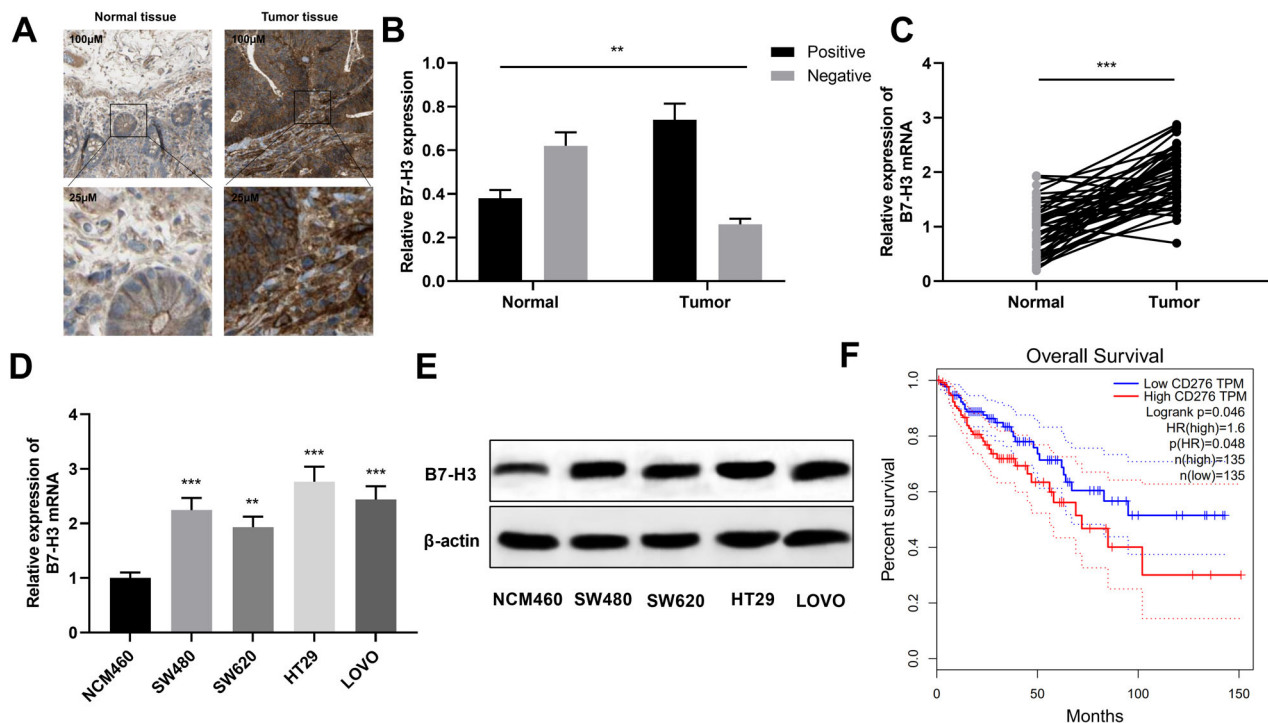 A
Normal tissue
Tumor tissue
100μM
100μM
25μM
25μM
B
Relative B7-H3 expression
1.0
0.8
0.6
0.4
0.2
0.0
**
Positive
Negative
Normal
Tumor
C
Relative expression of
B7-H3 mRNA
4
3
2
1
0
***
Normal
Tumor
D
Relative expression of
B7-H3 mRNA
4
3
2
1
0
***
**
***
***
NCM460
SW480
SW620
HT29
LOVO
E
B7-H3
β-actin
NCM460
SW480
SW620
HT29
LOVO
F
Overall Survival
Percent survival
1.0
0.8
0.6
0.4
0.2
0.0
Low CD276 TPM
High CD276 TPM
Logrank p=0.046
HR(high)=1.6
p(HR)=0.048
n(high)=135
n(low)=135
0
50
100
150
Months